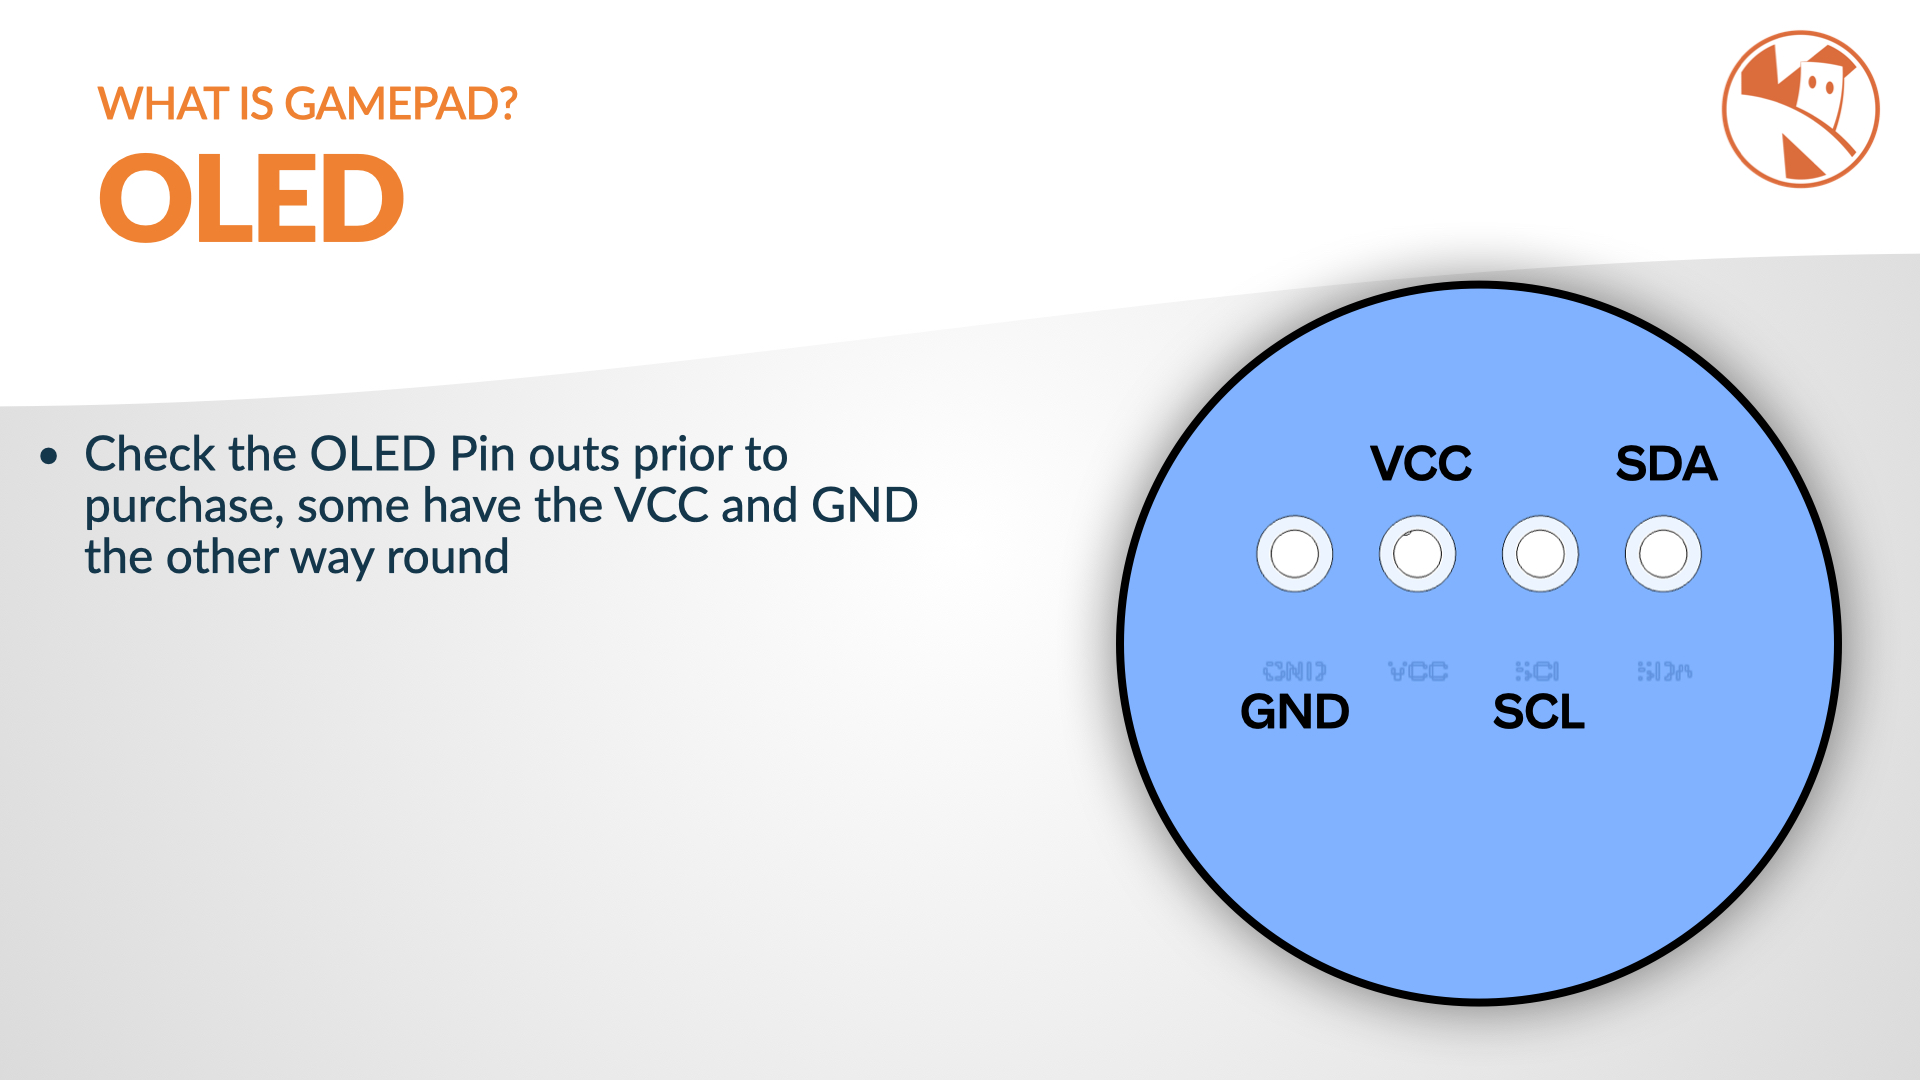 WHAT IS GAMEPAD?
OLED
• Check the OLED Pin outs prior to
purchase, some have the VCC and GND
the other way round
VCC SDA
GND VCC SCL SDA
GND SCL